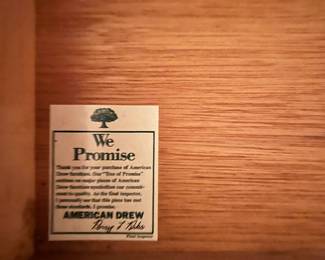 We
Promise
Thank you for your purchase of American
Drew furniture. Our "Tree of Promise"
emblem on major pieces of American
Drew furniture symbolizes our commit-
ment to quality. As the final inspector,
I personally see that this piece has met
these standards. I promise.
AMERICAN DREW
Final Inspector